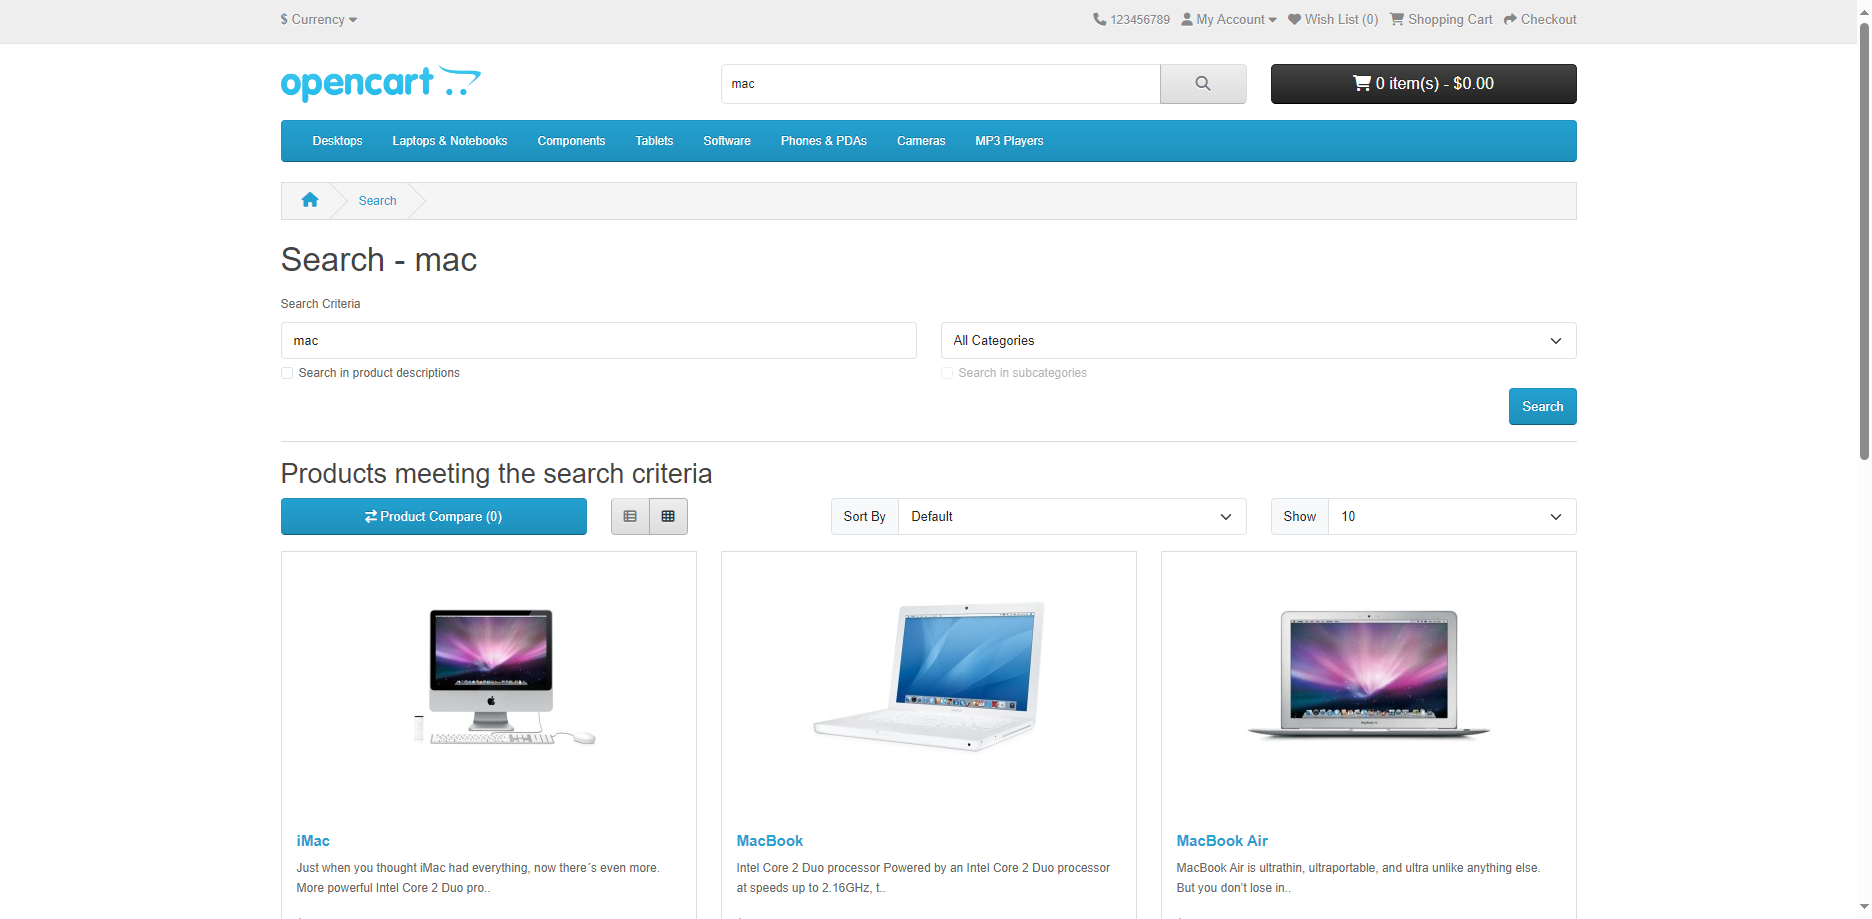 $ Currency
123456789 My Account Wish List (0) Shopping Cart Checkout
opencart
mac
0 item(s) - $0.00
Desktops Laptops & Notebooks Components Tablets Software Phones & PDAs Cameras MP3 Players
Search
Search - mac
Search Criteria
mac
All Categories
Search in product descriptions
Search in subcategories
Search
Products meeting the search criteria
Product Compare (0)
Sort By Default
Show 10
iMac
Just when you thought iMac had everything, now there´s even more.
More powerful Intel Core 2 Duo pro..
MacBook
Intel Core 2 Duo processor Powered by an Intel Core 2 Duo processor
at speeds up to 2.16GHz, t..
MacBook Air
MacBook Air is ultrathin, ultraportable, and ultra unlike anything else.
But you don’t lose in..